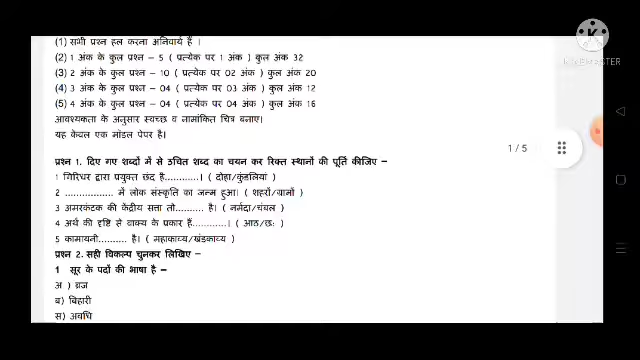 (1) सभी प्रश्न हल करना अनिवार्य हैं ।
(2) 1 अंक के कुल प्रश्न – 5 ( प्रत्येक पर 1 अंक ) कुल अंक 32
(3) 2 अंक के कुल प्रश्न – 10 ( प्रत्येक पर 02 अंक ) कुल अंक 20
(4) 3 अंक के कुल प्रश्न – 04 ( प्रत्येक पर 03 अंक ) कुल अंक 12
(5) 4 अंक के कुल प्रश्न – 04 ( प्रत्येक पर 04 अंक ) कुल अंक 16
आवश्यकता के अनुसार स्वच्छ व नामांकित चित्र बनाए।
यह केवल एक मॉडल पेपर है।
1 / 5
प्रश्न 1. दिए गए शब्दों में से उचित शब्द का चयन कर रिक्त स्थानों की पूर्ति कीजिए –
1 गिरिधर द्वारा प्रयुक्त छंद है............। ( दोहा/कुंडलियां )
2 ................. में लोक संस्कृति का जन्म हुआ। ( शहरों/ग्रामों )
3 अमरकंटक की केंद्रीय सत्ता तो.......... है। ( नर्मदा/चंबल )
4 अर्थ की दृष्टि से वाक्य के प्रकार हैं............। ( आठ/छः )
5 कामायनी.......... है। ( महाकाव्य/खंडकाव्य )
प्रश्न 2. सही विकल्प चुनकर लिखिए –
1 सूर के पदों की भाषा है –
अ ) ब्रज
ब) बिहारी
स) अवधि